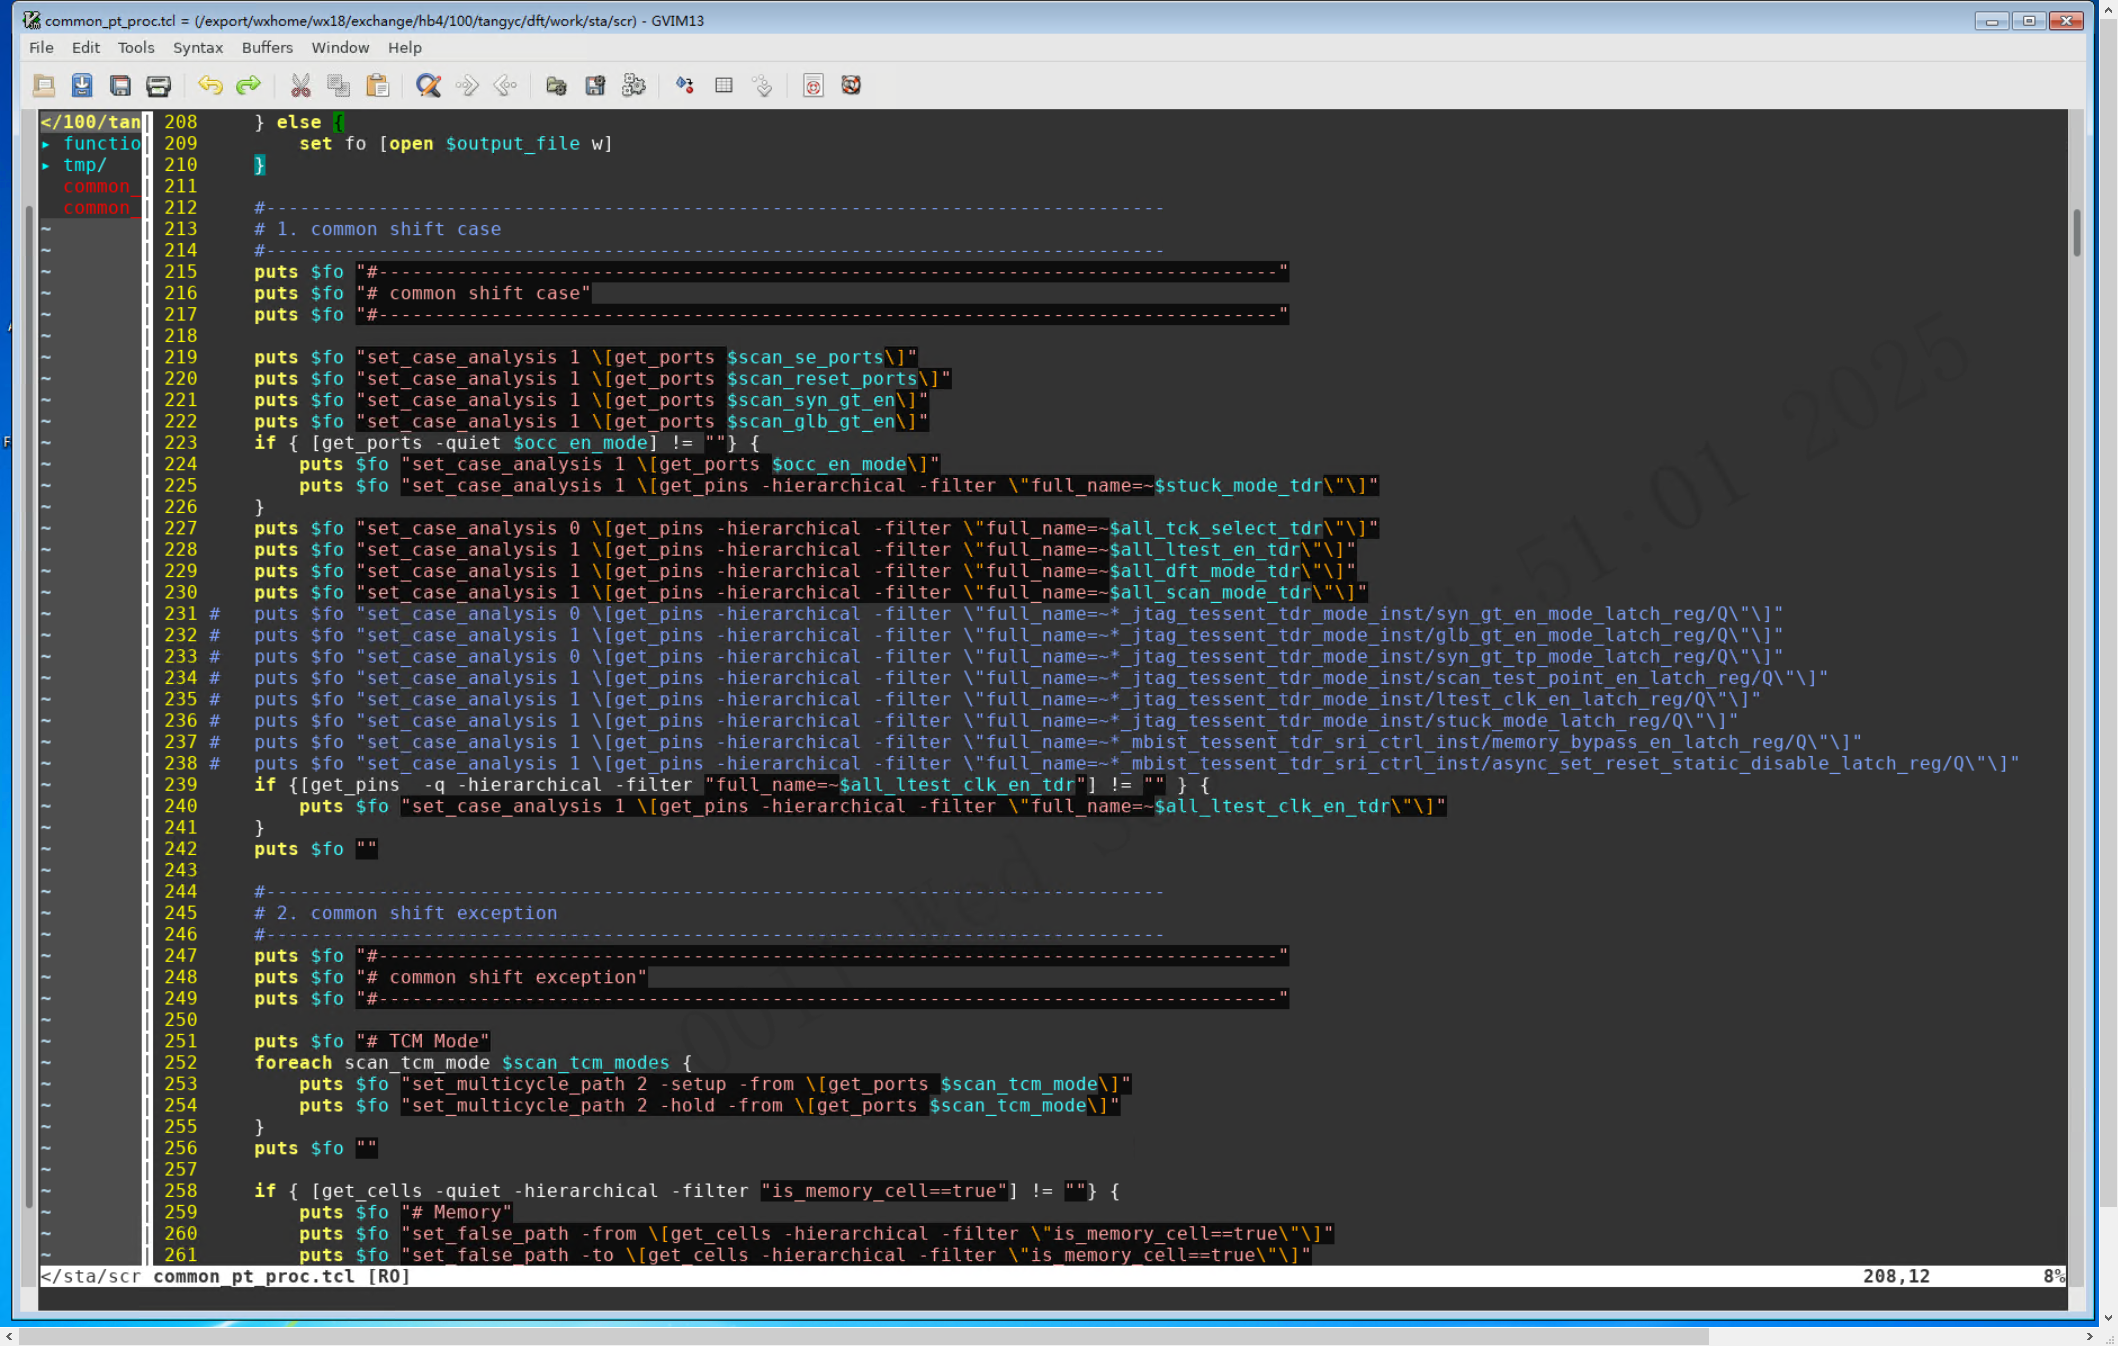 common_pt_proc.tcl = (/export/wxhome/wx18/exchange/hb4/100/tangyc/dft/work/sta/scr) - GVIM13
File Edit Tools Syntax Buffers Window Help
</100/tan
▸ functio
▸ tmp/
common_
common_
208     } else {
209         set fo [open $output_file w]
210     }
211
212     #--------------------------------------------------------------------------------
213     # 1. common shift case
214     #--------------------------------------------------------------------------------
215     puts $fo "#--------------------------------------------------------------------------------"
216     puts $fo "# common shift case"
217     puts $fo "#--------------------------------------------------------------------------------"
218
219     puts $fo "set_case_analysis 1 \[get_ports $scan_se_ports\]"
220     puts $fo "set_case_analysis 1 \[get_ports $scan_reset_ports\]"
221     puts $fo "set_case_analysis 1 \[get_ports $scan_syn_gt_en\]"
222     puts $fo "set_case_analysis 1 \[get_ports $scan_glb_gt_en\]"
223     if { [get_ports -quiet $occ_en_mode] != ""} {
224         puts $fo "set_case_analysis 1 \[get_ports $occ_en_mode\]"
225         puts $fo "set_case_analysis 1 \[get_pins -hierarchical -filter \"full_name=~$stuck_mode_tdr\"\]"
226     }
227     puts $fo "set_case_analysis 0 \[get_pins -hierarchical -filter \"full_name=~$all_tck_select_tdr\"\]"
228     puts $fo "set_case_analysis 1 \[get_pins -hierarchical -filter \"full_name=~$all_ltest_en_tdr\"\]"
229     puts $fo "set_case_analysis 1 \[get_pins -hierarchical -filter \"full_name=~$all_dft_mode_tdr\"\]"
230     puts $fo "set_case_analysis 1 \[get_pins -hierarchical -filter \"full_name=~$all_scan_mode_tdr\"\]"
231 #   puts $fo "set_case_analysis 0 \[get_pins -hierarchical -filter \"full_name=~*_jtag_tessent_tdr_mode_inst/syn_gt_en_mode_latch_reg/Q\"\]"
232 #   puts $fo "set_case_analysis 1 \[get_pins -hierarchical -filter \"full_name=~*_jtag_tessent_tdr_mode_inst/glb_gt_en_mode_latch_reg/Q\"\]"
233 #   puts $fo "set_case_analysis 0 \[get_pins -hierarchical -filter \"full_name=~*_jtag_tessent_tdr_mode_inst/syn_gt_tp_mode_latch_reg/Q\"\]"
234 #   puts $fo "set_case_analysis 1 \[get_pins -hierarchical -filter \"full_name=~*_jtag_tessent_tdr_mode_inst/scan_test_point_en_latch_reg/Q\"\]"
235 #   puts $fo "set_case_analysis 1 \[get_pins -hierarchical -filter \"full_name=~*_jtag_tessent_tdr_mode_inst/ltest_clk_en_latch_reg/Q\"\]"
236 #   puts $fo "set_case_analysis 1 \[get_pins -hierarchical -filter \"full_name=~*_jtag_tessent_tdr_mode_inst/stuck_mode_latch_reg/Q\"\]"
237 #   puts $fo "set_case_analysis 1 \[get_pins -hierarchical -filter \"full_name=~*_mbist_tessent_tdr_sri_ctrl_inst/memory_bypass_en_latch_reg/Q\"\]"
238 #   puts $fo "set_case_analysis 1 \[get_pins -hierarchical -filter \"full_name=~*_mbist_tessent_tdr_sri_ctrl_inst/async_set_reset_static_disable_latch_reg/Q\"\]"
239     if {[get_pins  -q -hierarchical -filter "full_name=~$all_ltest_clk_en_tdr"] != "" } {
240         puts $fo "set_case_analysis 1 \[get_pins -hierarchical -filter \"full_name=~$all_ltest_clk_en_tdr\"\]"
241     }
242     puts $fo ""
243
244     #--------------------------------------------------------------------------------
245     # 2. common shift exception
246     #--------------------------------------------------------------------------------
247     puts $fo "#--------------------------------------------------------------------------------"
248     puts $fo "# common shift exception"
249     puts $fo "#--------------------------------------------------------------------------------"
250
251     puts $fo "# TCM Mode"
252     foreach scan_tcm_mode $scan_tcm_modes {
253         puts $fo "set_multicycle_path 2 -setup -from \[get_ports $scan_tcm_mode\]"
254         puts $fo "set_multicycle_path 2 -hold -from \[get_ports $scan_tcm_mode\]"
255     }
256     puts $fo ""
257
258     if { [get_cells -quiet -hierarchical -filter "is_memory_cell==true"] != ""} {
259         puts $fo "# Memory"
260         puts $fo "set_false_path -from \[get_cells -hierarchical -filter \"is_memory_cell==true\"\]"
261         puts $fo "set_false_path -to \[get_cells -hierarchical -filter \"is_memory_cell==true\"\]"
</sta/scr common_pt_proc.tcl [RO] 208,12 8%